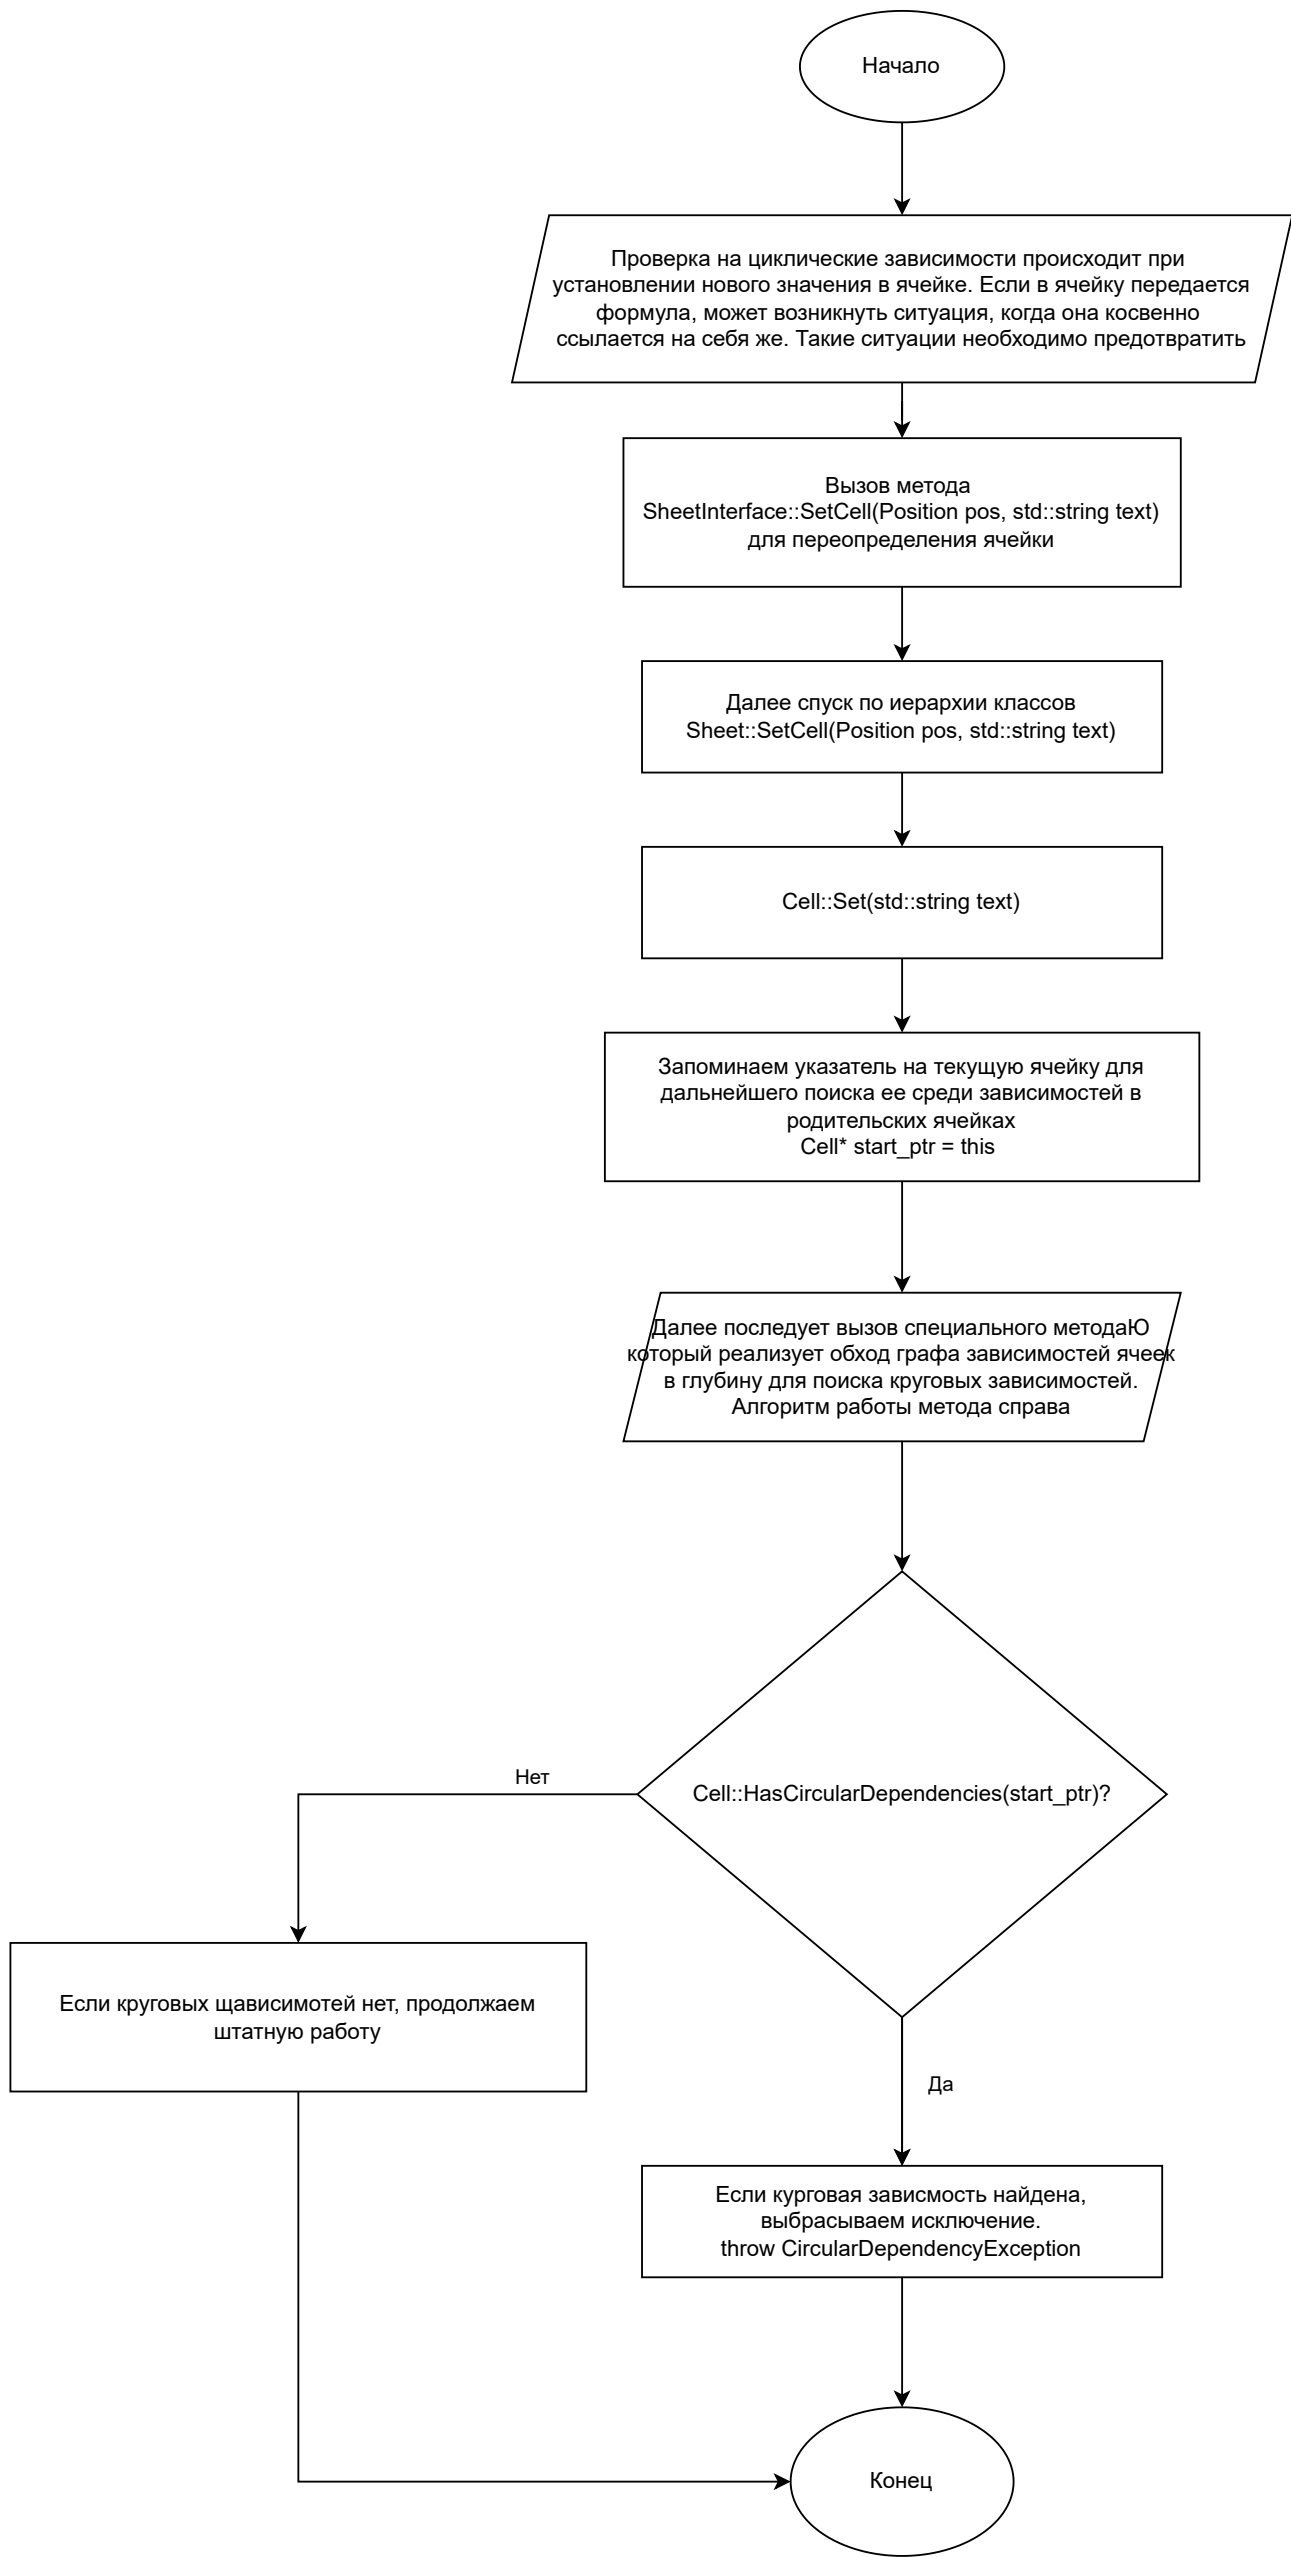 Начало
Проверка на циклические зависимости происходит при
установлении нового значения в ячейке. Если в ячейку передается
формула, может возникнуть ситуация, когда она косвенно
ссылается на себя же. Такие ситуации необходимо предотвратить
Вызов метода
SheetInterface::SetCell(Position pos, std::string text)
для переопределения ячейки
Далее спуск по иерархии классов
Sheet::SetCell(Position pos, std::string text)
Cell::Set(std::string text)
Запоминаем указатель на текущую ячейку для
дальнейшего поиска ее среди зависимостей в
родительских ячейках
Cell* start_ptr = this
Далее последует вызов специального методаЮ
который реализует обход графа зависимостей ячеек
в глубину для поиска круговых зависимостей.
Алгоритм работы метода справа
Cell::HasCircularDependencies(start_ptr)?
Нет
Если круговых щависимотей нет, продолжаем
штатную работу
Да
Если курговая зависмость найдена,
выбрасываем исключение.
throw CircularDependencyException
Конец